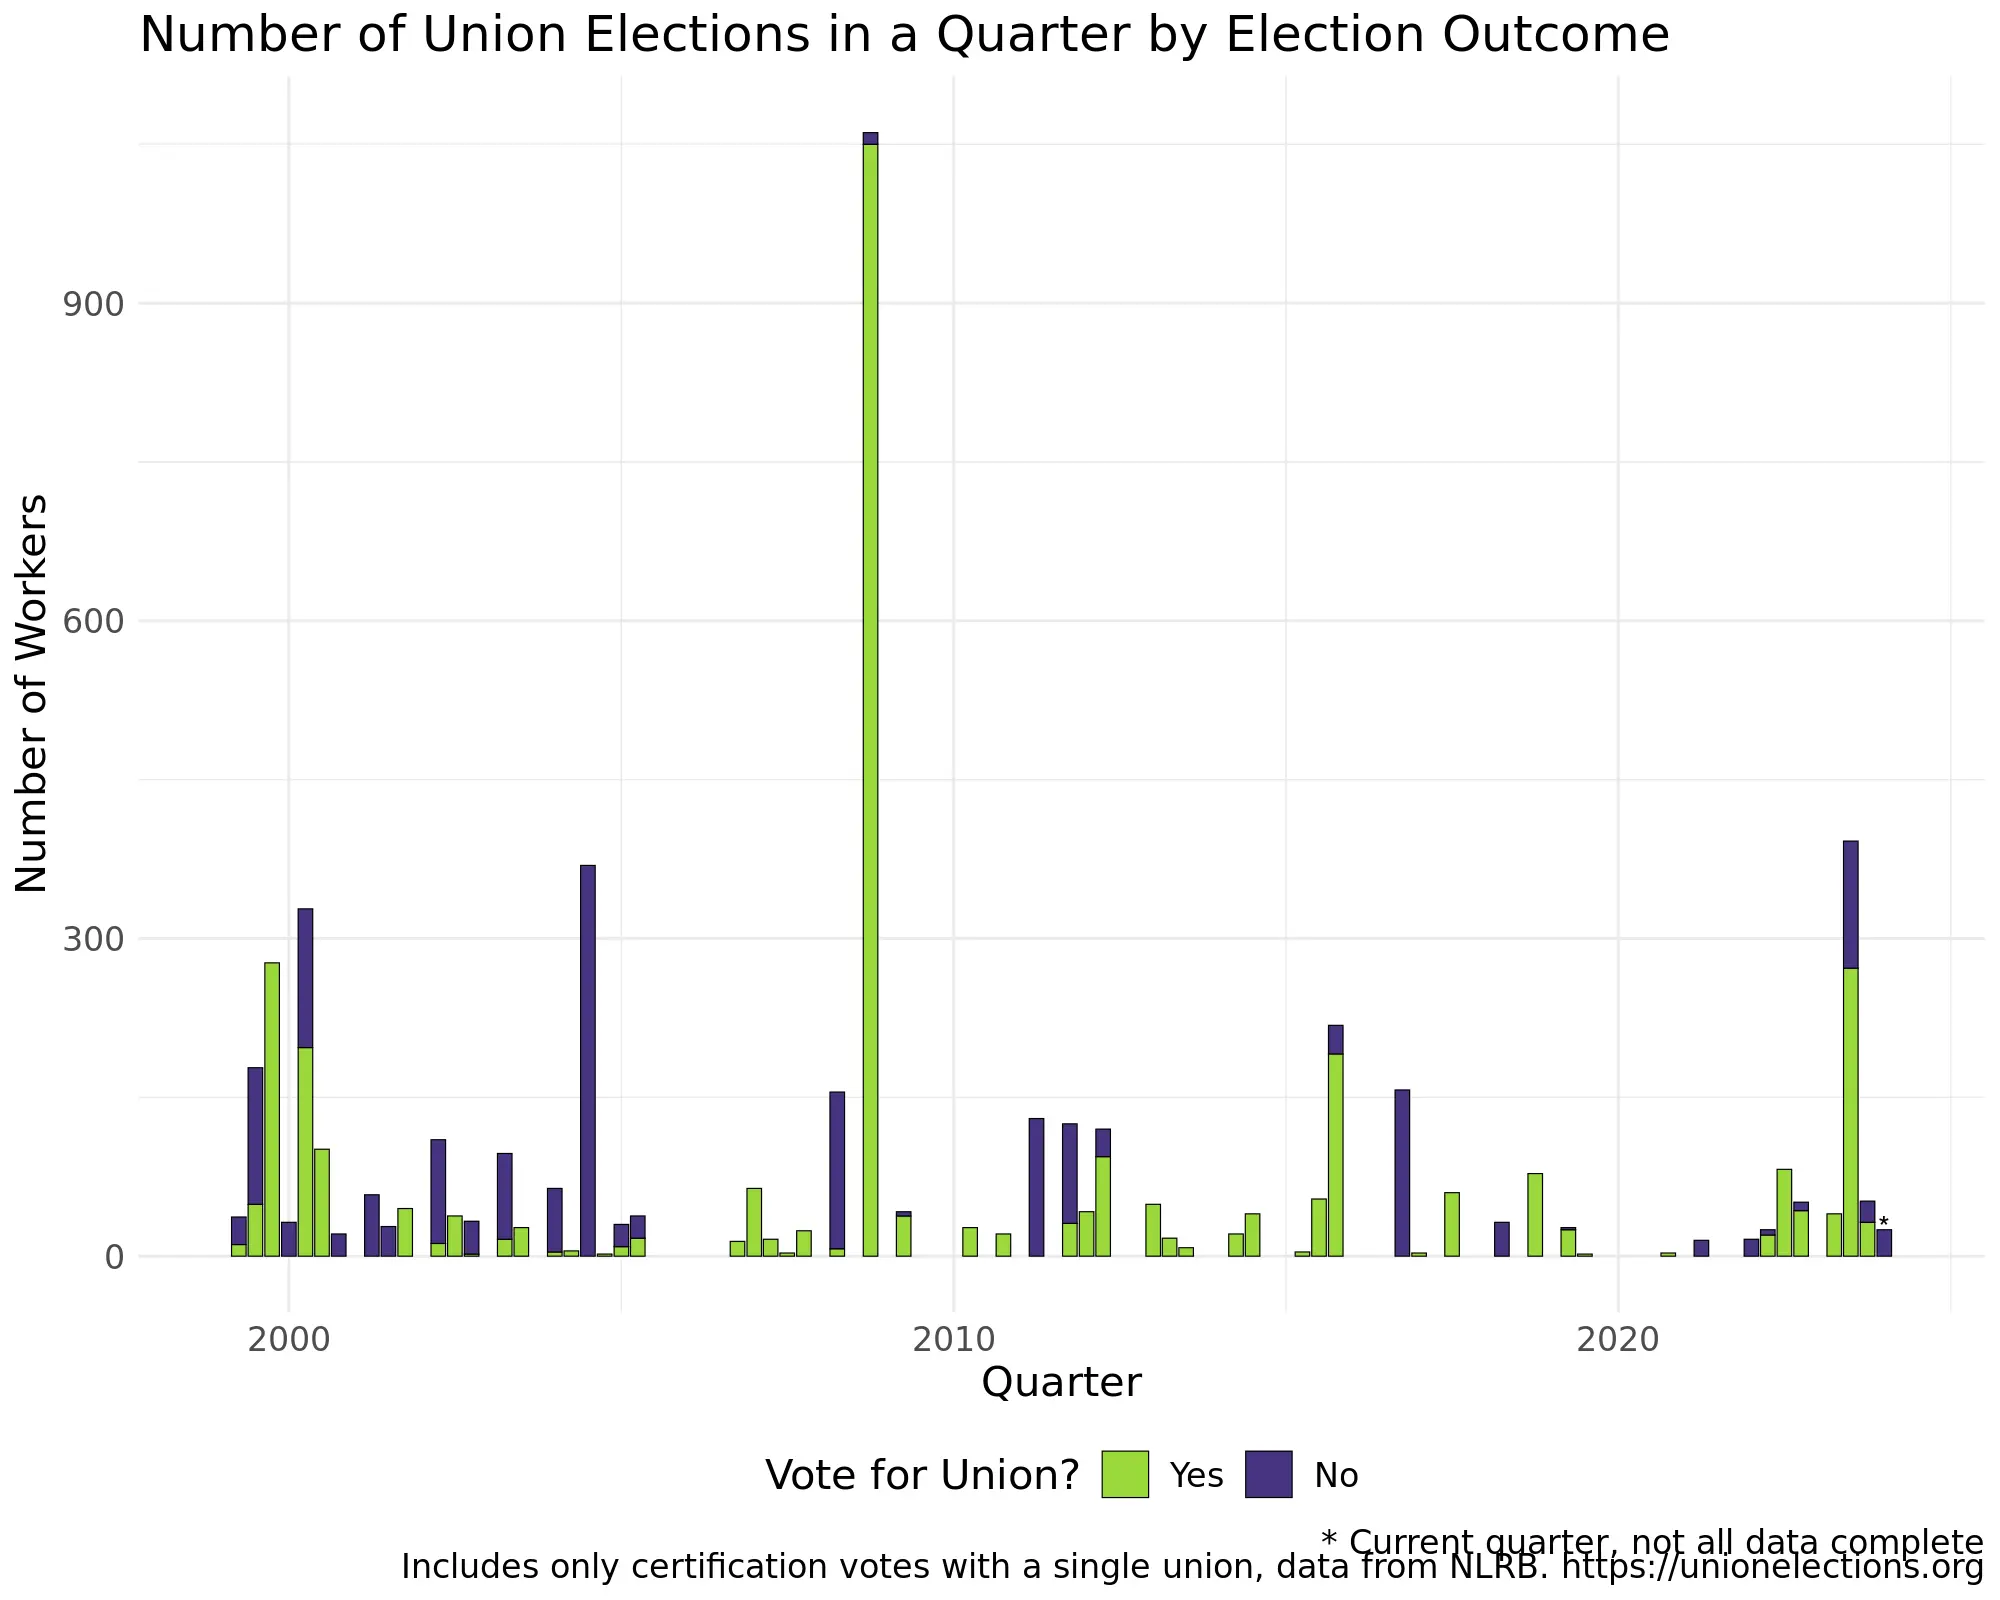 Number of Union Elections in a Quarter by Election Outcome
Number of Workers
900
600
300
0
*
2000 2010 2020
Quarter
Vote for Union? Yes No
* Current quarter, not all data complete
Includes only certification votes with a single union, data from NLRB. https://unionelections.org